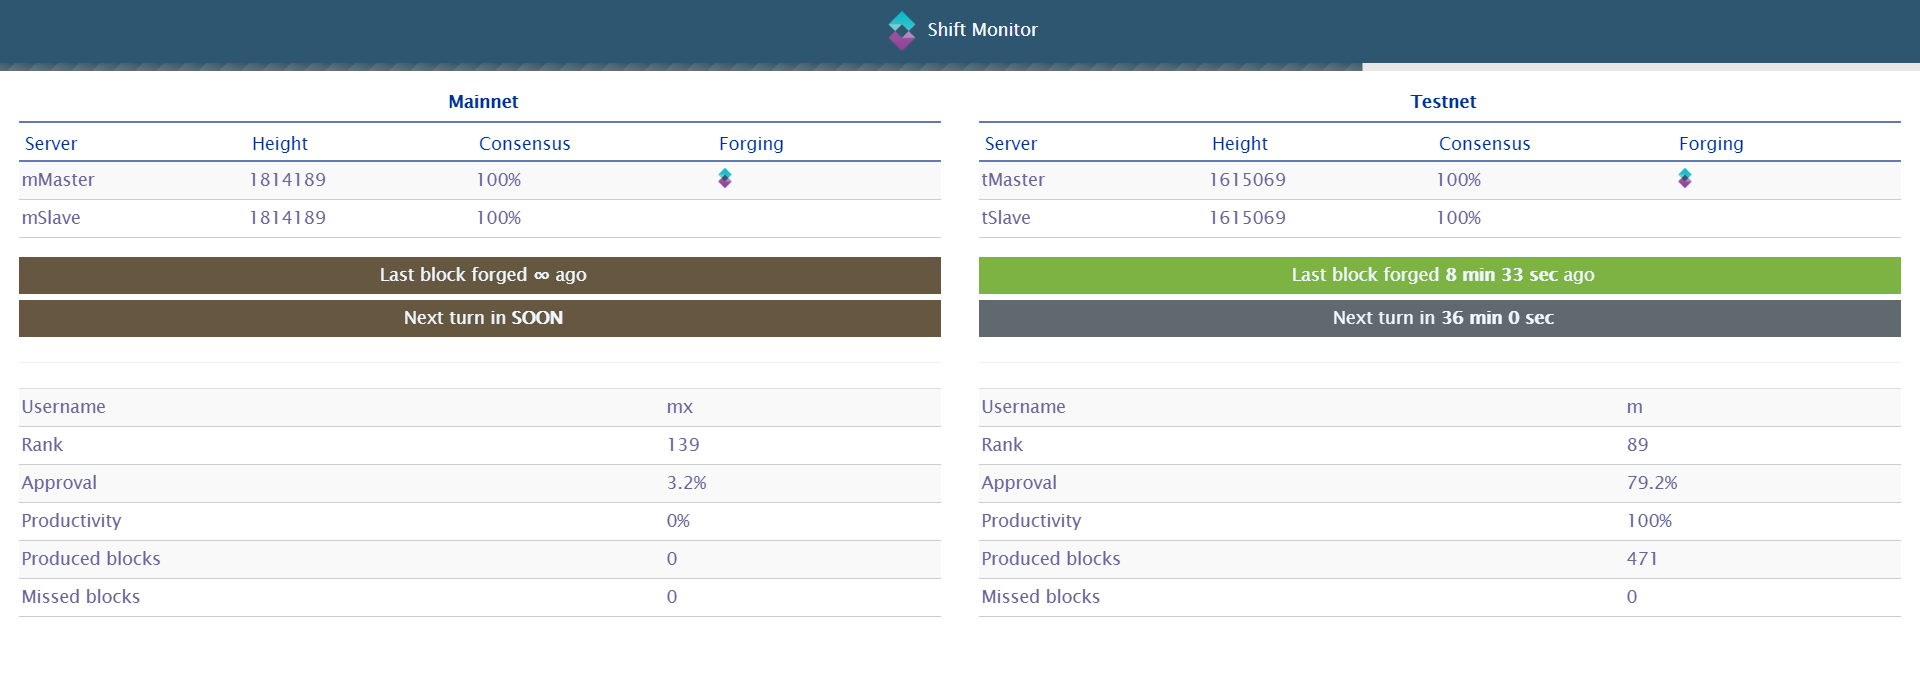 Shift Monitor
Mainnet
Server Height Consensus Forging
mMaster 1814189 100%
mSlave 1814189 100%
Last block forged ∞ ago
Next turn in SOON
Username mx
Rank 139
Approval 3.2%
Productivity 0%
Produced blocks 0
Missed blocks 0
Testnet
Server Height Consensus Forging
tMaster 1615069 100%
tSlave 1615069 100%
Last block forged 8 min 33 sec ago
Next turn in 36 min 0 sec
Username m
Rank 89
Approval 79.2%
Productivity 100%
Produced blocks 471
Missed blocks 0